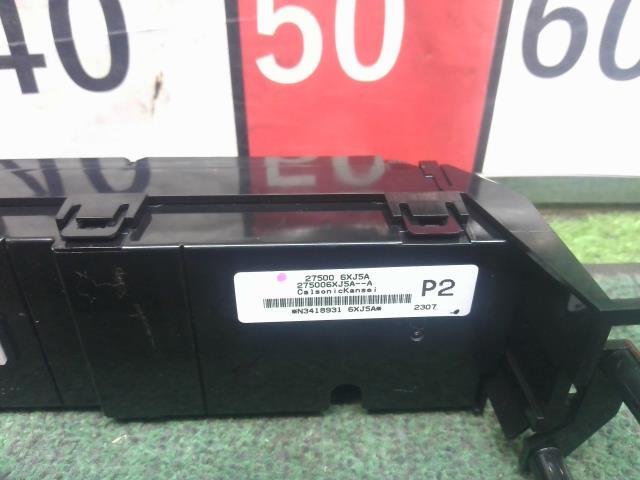 40 50 60
27500 6XJ5A
275006XJ5A--A
CalsonicKansei
P2
*N3418931 6XJ5A* 2307